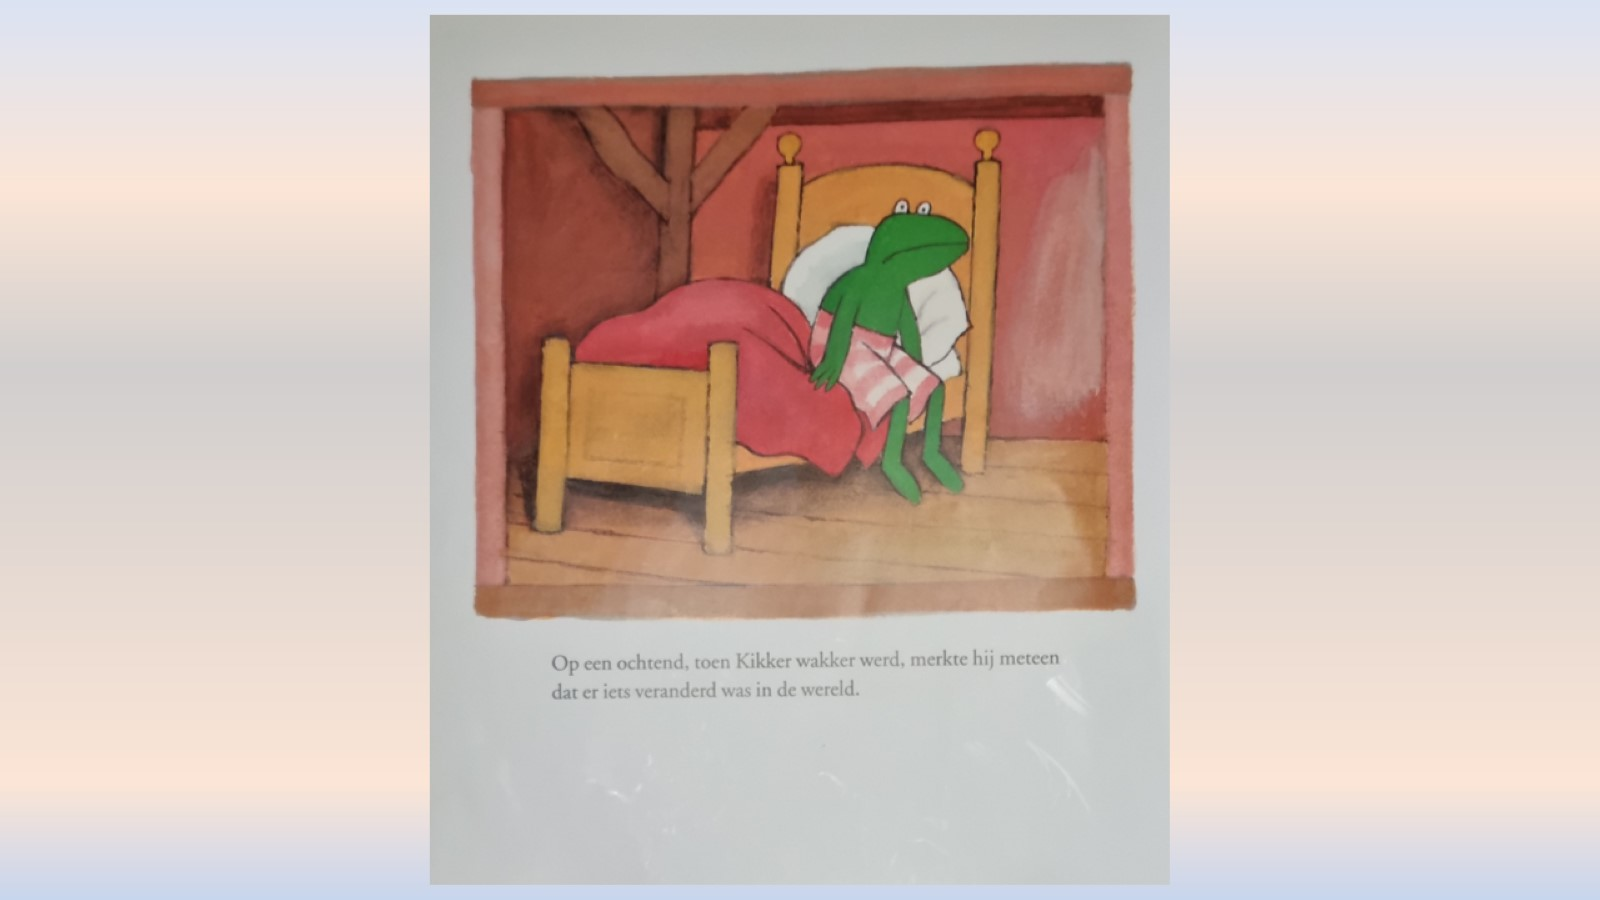 Op een ochtend, toen Kikker wakker werd, merkte hij meteen
dat er iets veranderd was in de wereld.